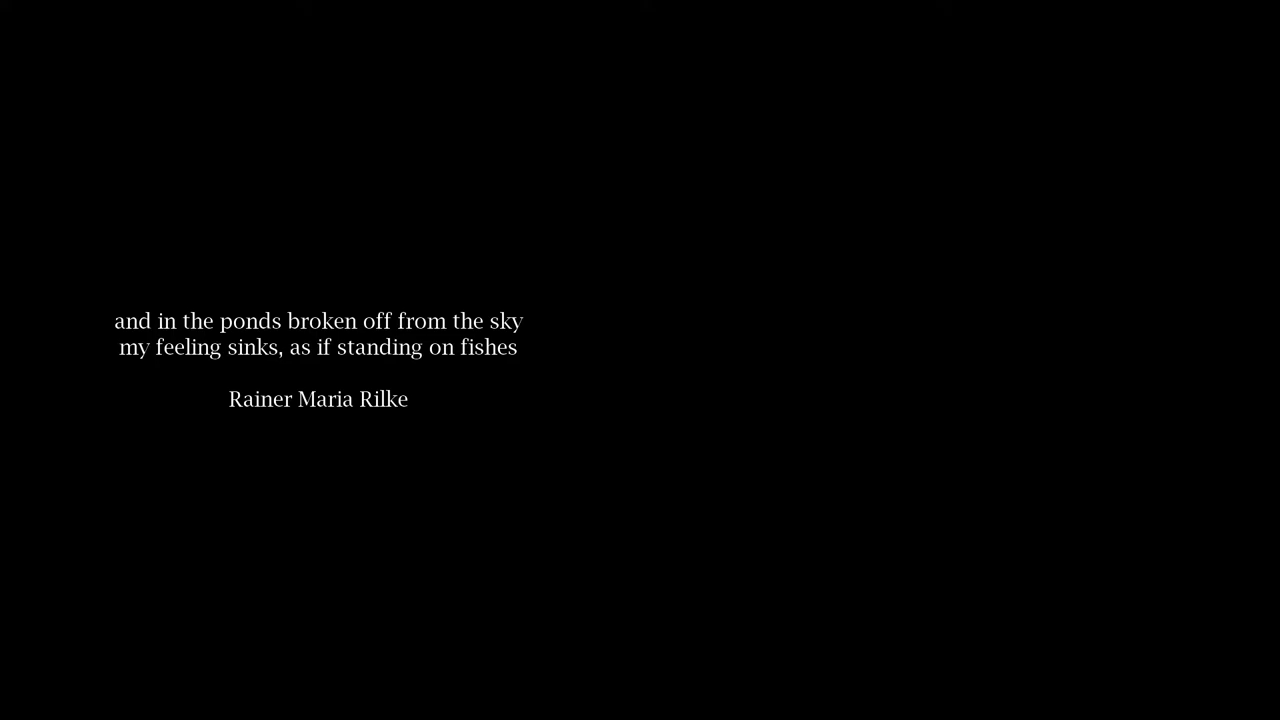 and in the ponds broken off from the sky
my feeling sinks, as if standing on fishes
Rainer Maria Rilke